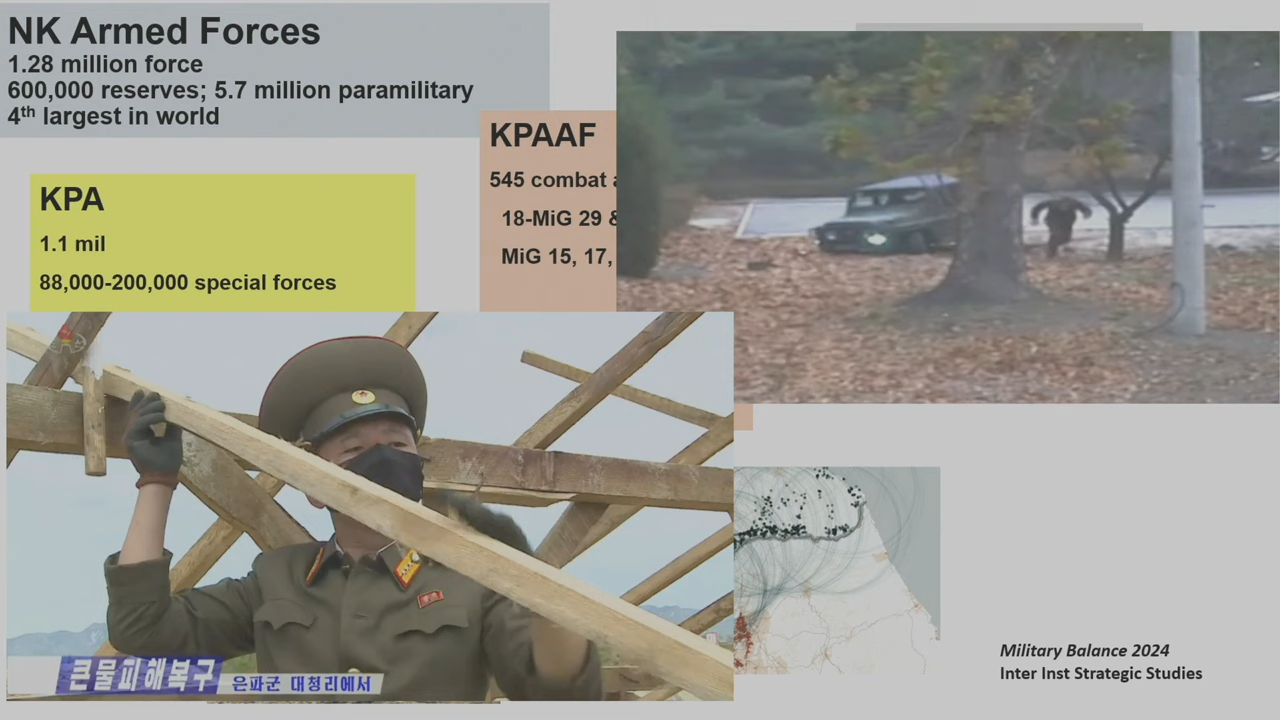 NK Armed Forces
1.28 million force
600,000 reserves; 5.7 million paramilitary
4th largest in world
KPAAF
545 combat
18-MiG 29 &
MiG 15, 17,
KPA
1.1 mil
88,000-200,000 special forces
큰물피해복구
은파군 대청리에서
Military Balance 2024
Inter Inst Strategic Studies